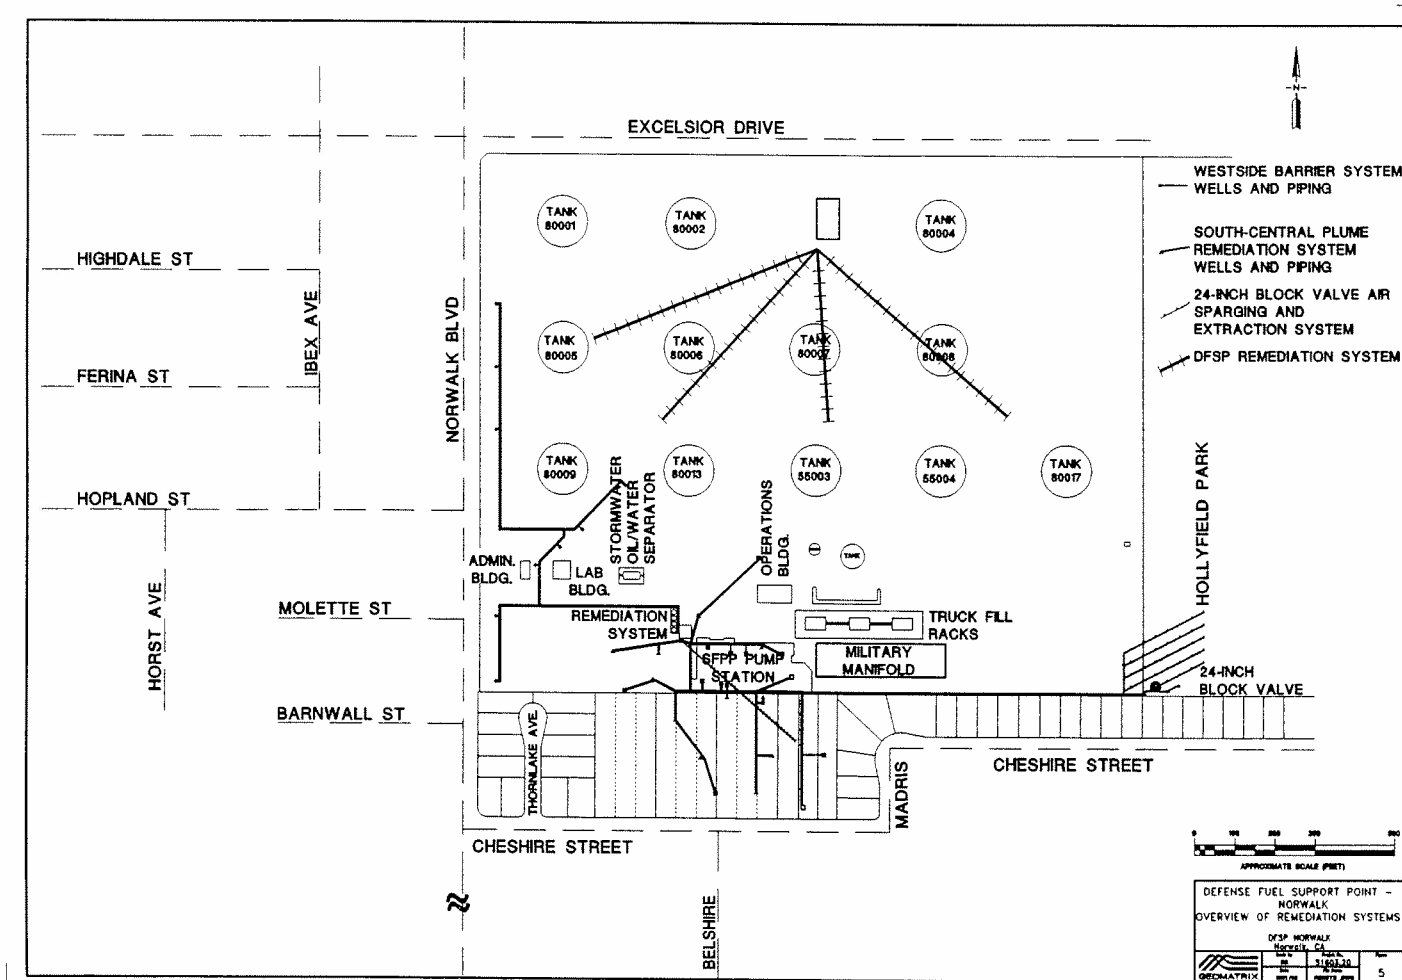 EXCELSIOR DRIVE
N
WESTSIDE BARRIER SYSTEM
WELLS AND PIPING
SOUTH-CENTRAL PLUME
REMEDIATION SYSTEM
WELLS AND PIPING
24-INCH BLOCK VALVE AIR
SPARGING AND
EXTRACTION SYSTEM
DFSP REMEDIATION SYSTEM
TANK
80001
TANK
80002
TANK
80004
HIGHDALE ST
IBEX AVE
NORWALK BLVD
TANK
80005
TANK
80006
TANK
80007
TANK
80008
FERINA ST
TANK
80009
TANK
80013
TANK
55003
TANK
55004
TANK
80017
HOPLAND ST
STORMWATER
OIL/WATER
SEPARATOR
OPERATIONS
BLDG.
TANK
HOLLYFIELD PARK
ADMIN.
BLDG.
LAB
BLDG.
HORST AVE
MOLETTE ST
REMEDIATION
SYSTEM
TRUCK FILL
RACKS
SFPP PUMP
STATION
MILITARY
MANIFOLD
24-INCH
BLOCK VALVE
BARNWALL ST
THORNLAKE AVE.
MADRIS
CHESHIRE STREET
CHESHIRE STREET
BELSHIRE
0 100 200 300
APPROXIMATE SCALE (FEET)
DEFENSE FUEL SUPPORT POINT -
NORWALK
OVERVIEW OF REMEDIATION SYSTEMS
DFSP NORWALK
Norwalk, CA
GEOMATRIX
5